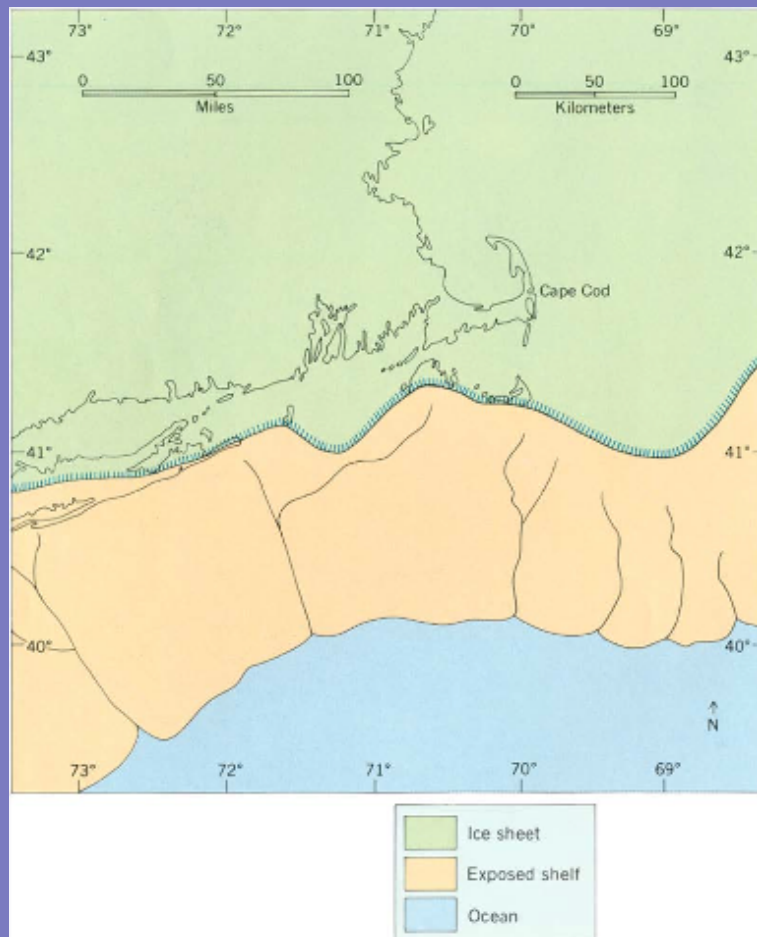 73° 72° 71° 70° 69°
43° 43°
0 50 100 0 50 100
Miles Kilometers
42° 42°
Cape Cod
41° 41°
40° 40°
N
73° 72° 71° 70° 69°
Ice sheet
Exposed shelf
Ocean